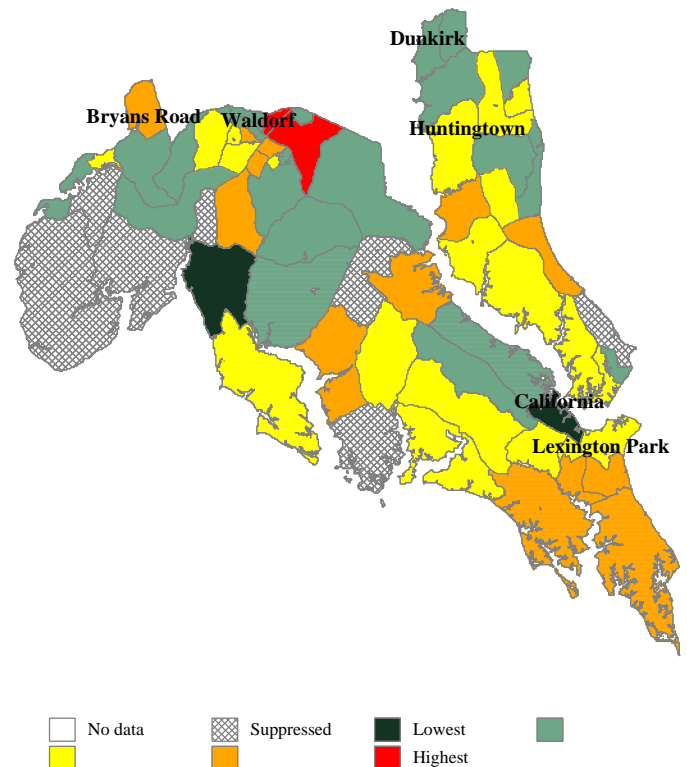 Dunkirk
Bryans Road
Waldorf
Huntingtown
California
Lexington Park
No data
Suppressed
Lowest
Highest